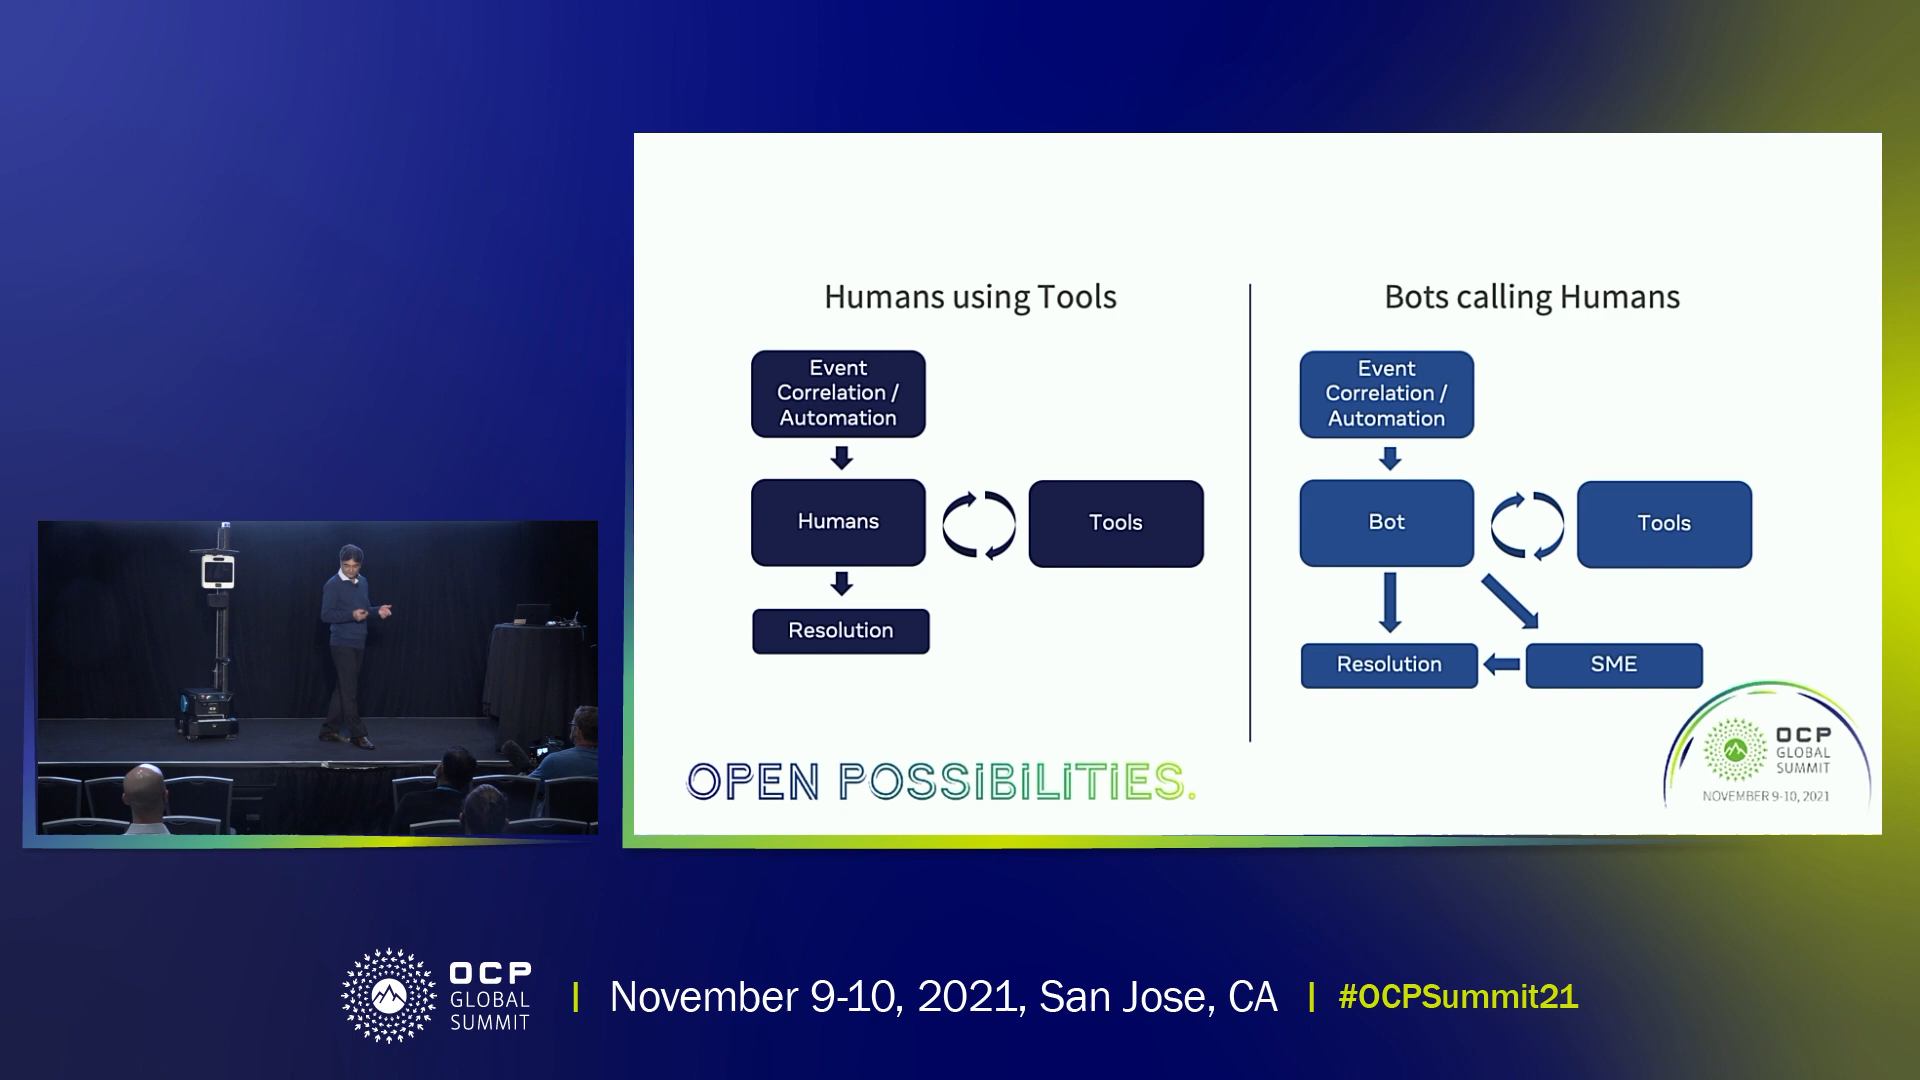 Humans using Tools
Event
Correlation /
Automation
Humans
Tools
Resolution
Bots calling Humans
Event
Correlation /
Automation
Bot
Tools
Resolution
SME
OPEN POSSIBILITIES.
OCP
GLOBAL
SUMMIT
NOVEMBER 9-10, 2021
OCP
GLOBAL
SUMMIT
November 9-10, 2021, San Jose, CA
#OCPSummit21